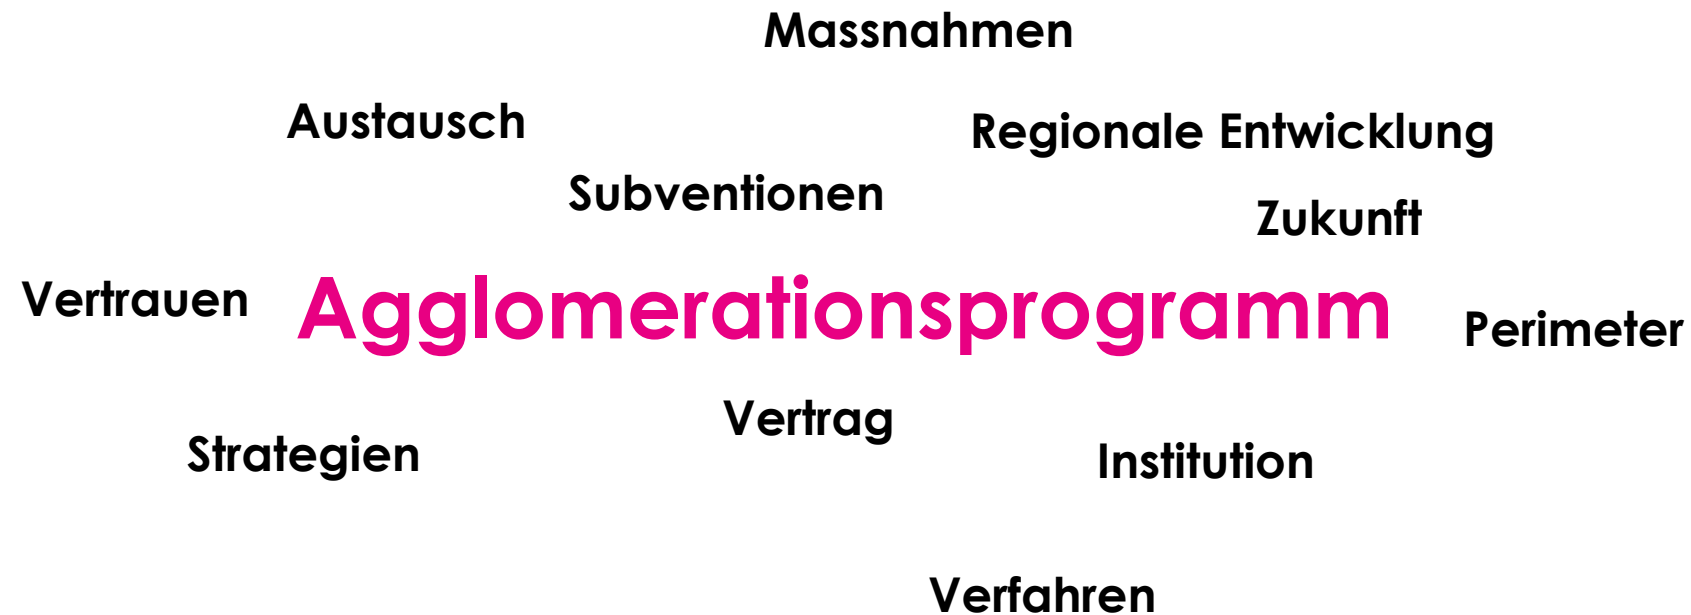 Massnahmen
Austausch
Regionale Entwicklung
Subventionen
Zukunft
Vertrauen
Agglomerationsprogramm
Perimeter
Vertrag
Strategien
Institution
Verfahren